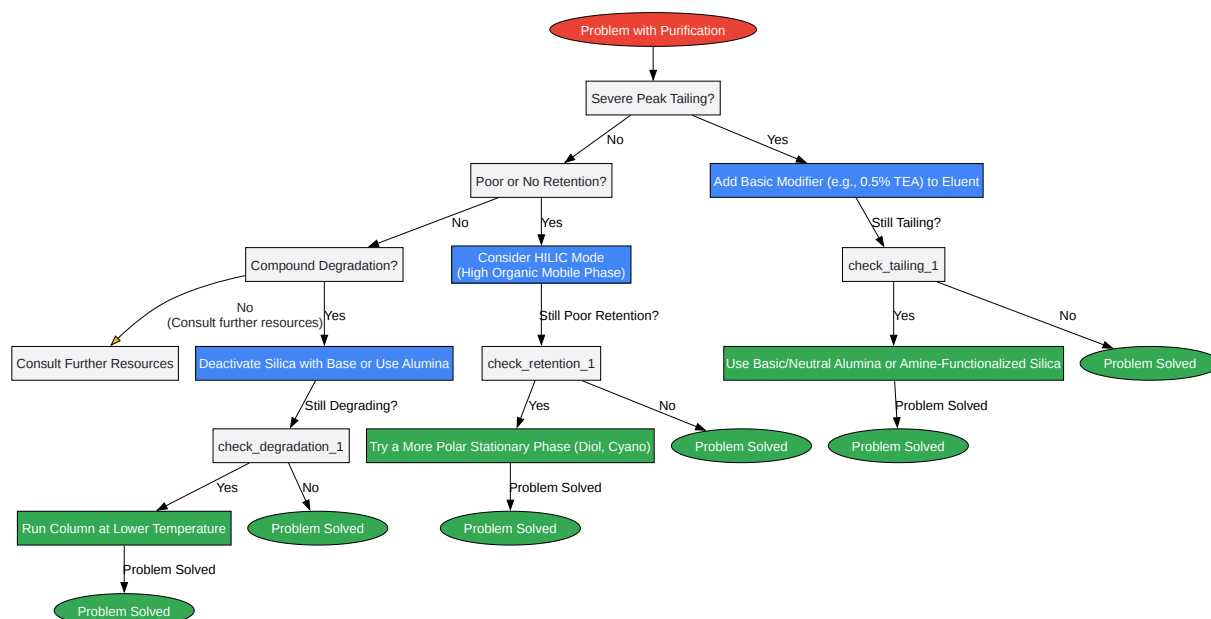 Problem with Purification
Severe Peak Tailing?
No
Yes
Poor or No Retention?
Add Basic Modifier (e.g., 0.5% TEA) to Eluent
No
Yes
Still Tailing?
Compound Degradation?
Consider HILIC Mode
(High Organic Mobile Phase)
check_tailing_1
No
(Consult further resources)
Yes
Still Poor Retention?
Yes
No
Consult Further Resources
Deactivate Silica with Base or Use Alumina
check_retention_1
Use Basic/Neutral Alumina or Amine-Functionalized Silica
Problem Solved
Still Degrading?
Yes
No
Problem Solved
check_degradation_1
Try a More Polar Stationary Phase (Diol, Cyano)
Problem Solved
Problem Solved
Yes
No
Problem Solved
Run Column at Lower Temperature
Problem Solved
Problem Solved
Problem Solved
Problem Solved